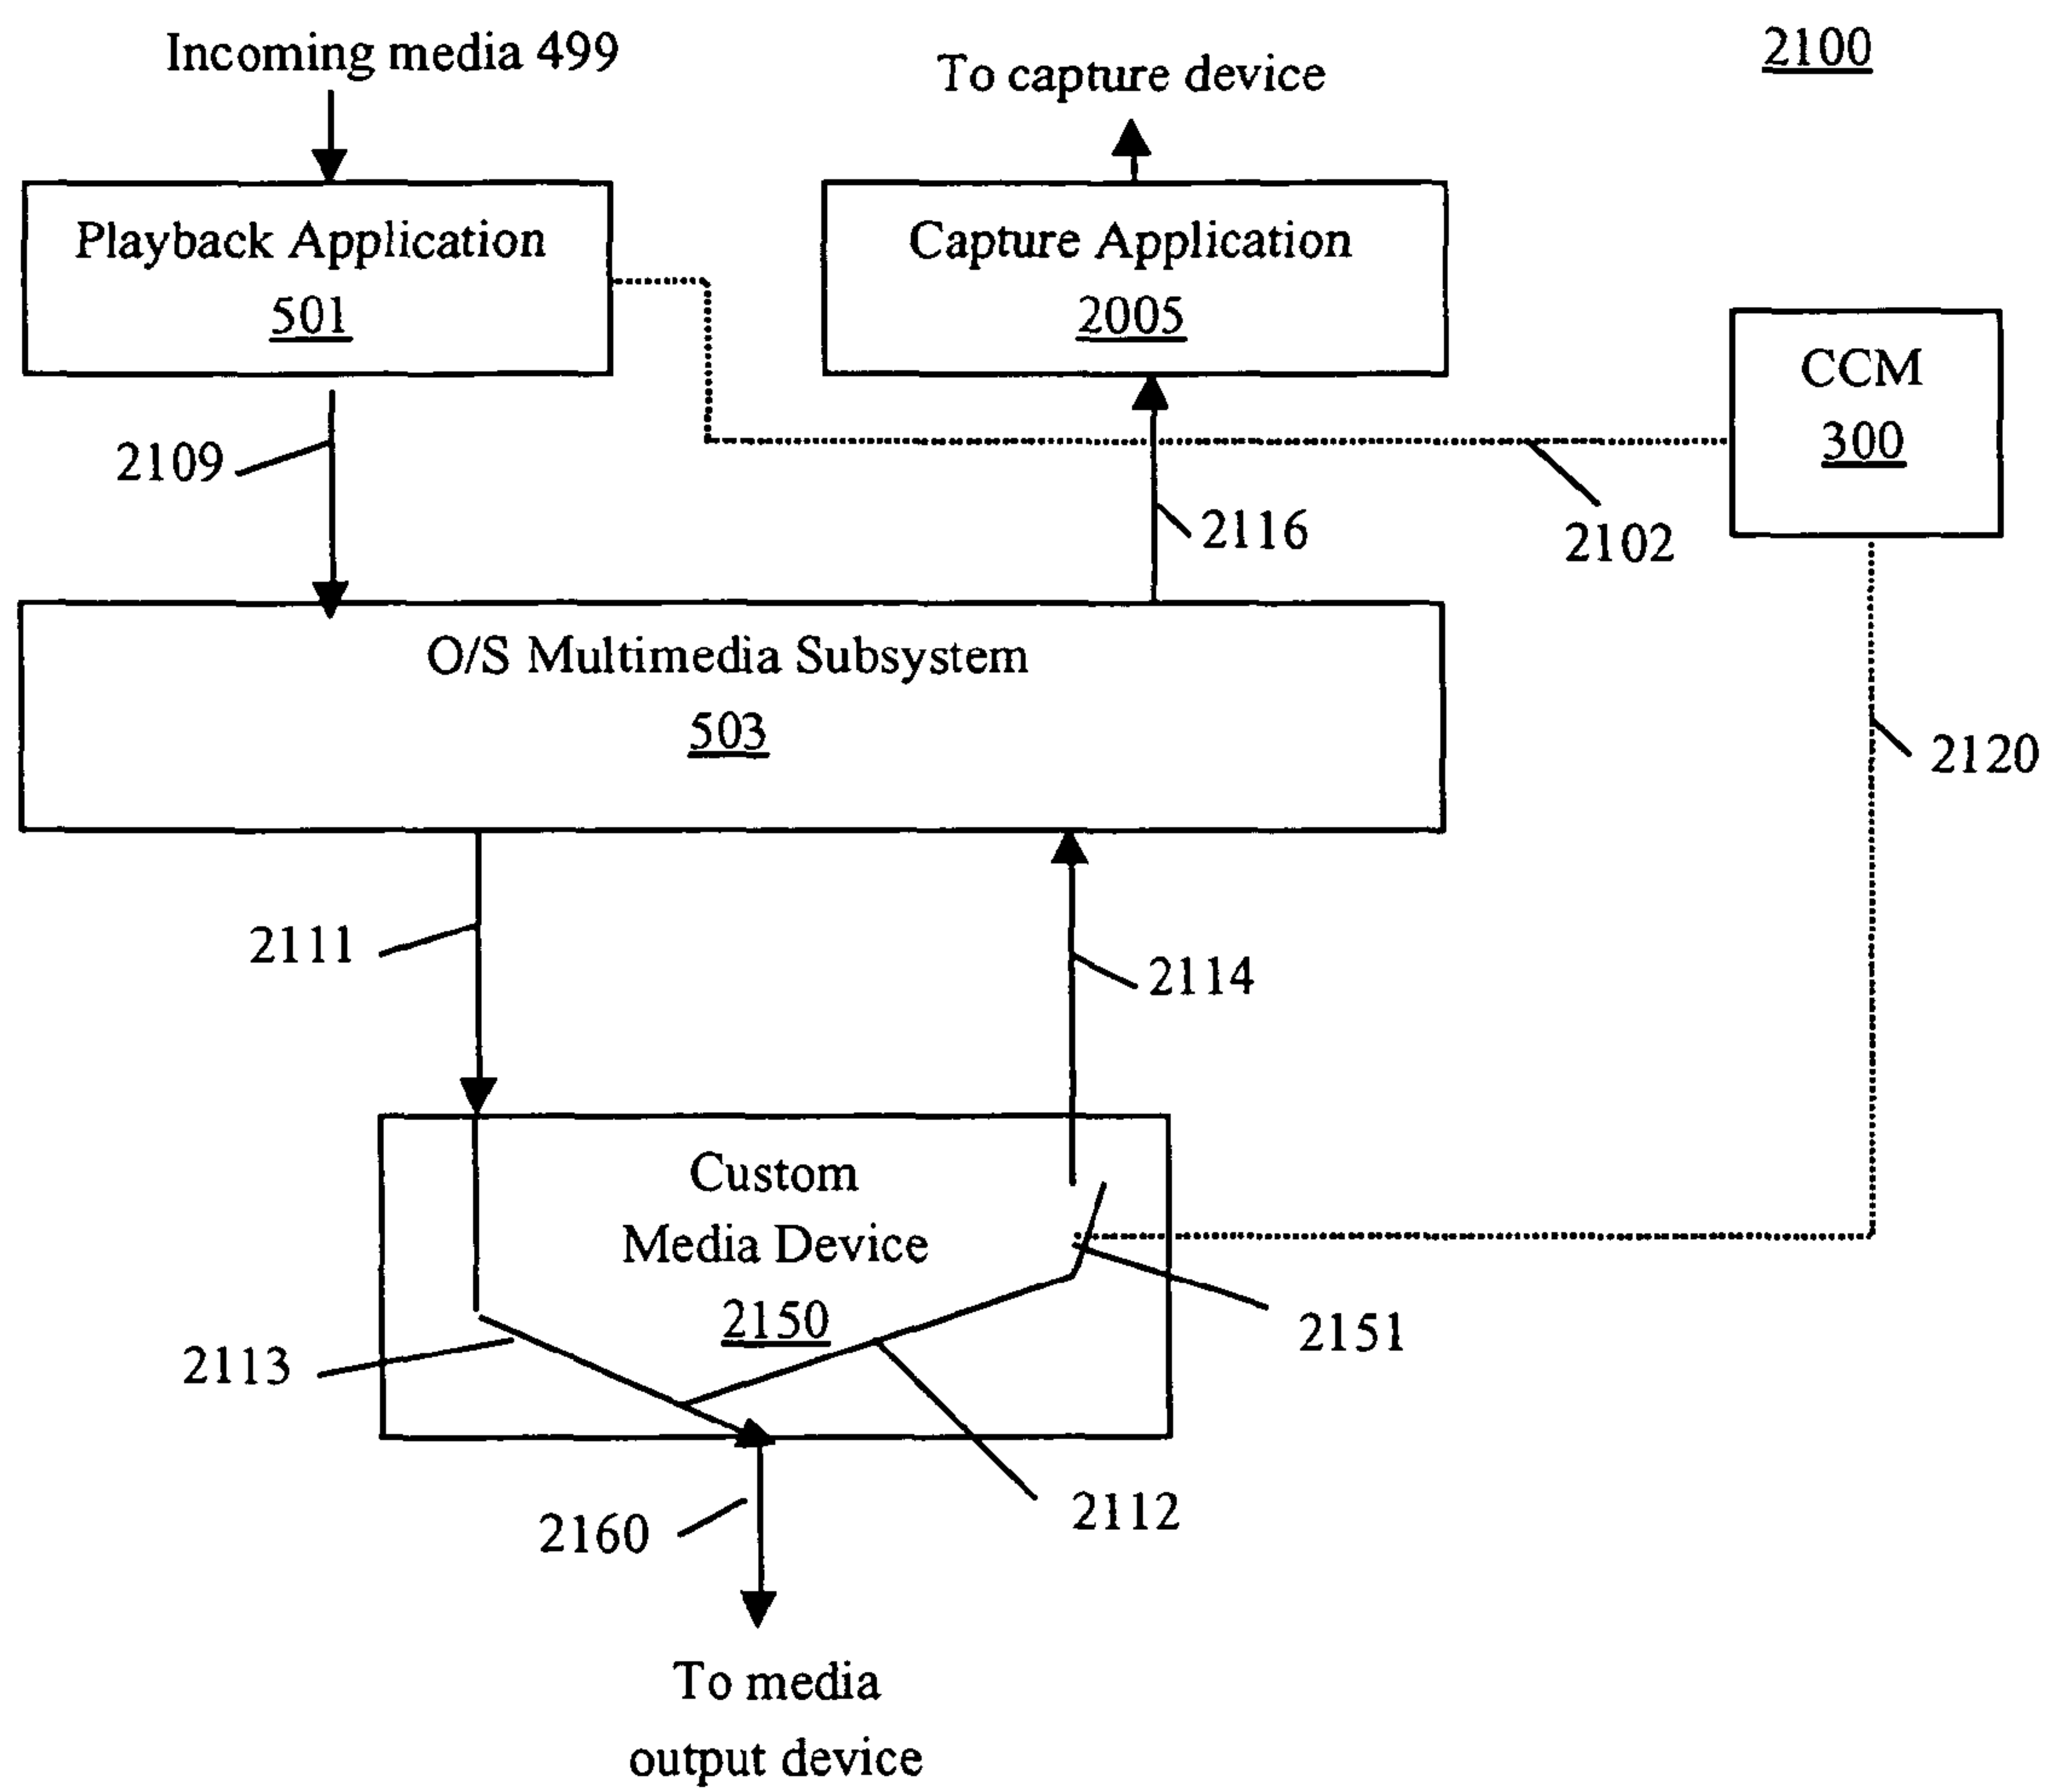 Incoming media 499
To capture device
2100
Playback Application
501
Capture Application
2005
CCM
300
2109
2116
2102
O/S Multimedia Subsystem
503
2120
2111
2114
Custom
Media Device
2150
2113
2151
2160
2112
To media
output device